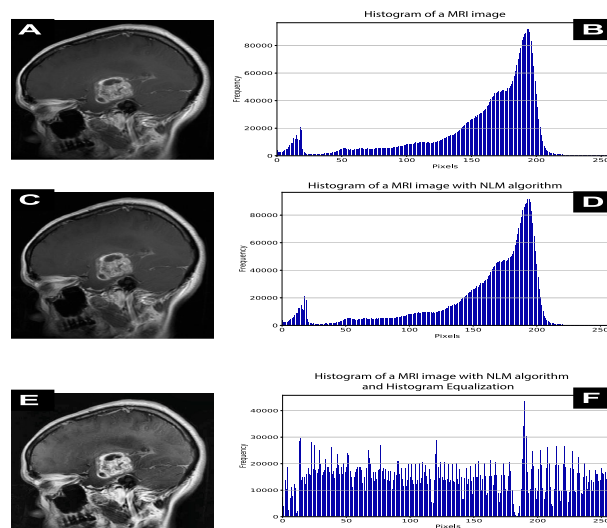 A
Histogram of a MRI image
B
80000
60000
40000
20000
0
Frequency
0 50 100 150 200 250
Pixels
C
Histogram of a MRI image with NLM algorithm
D
80000
60000
40000
20000
0
Frequency
0 50 100 150 200 250
Pixels
E
Histogram of a MRI image with NLM algorithm
and Histogram Equalization
F
40000
30000
20000
10000
0
Frequency
0 50 100 150 200 250
Pixels